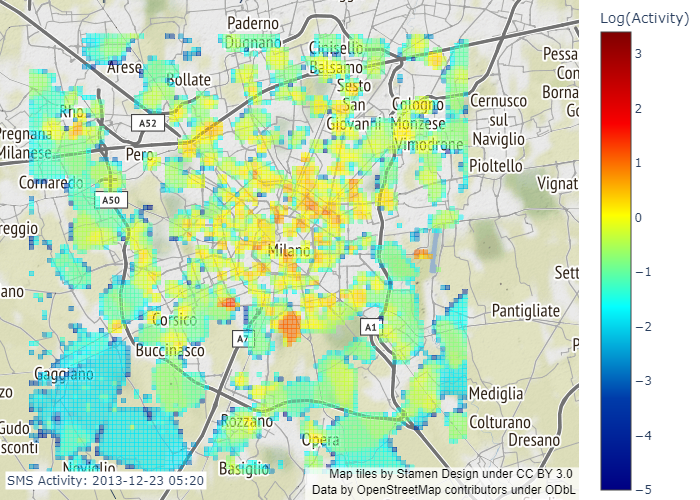 Paderno
Dugnano
Cinisello
Balsamo
Arese
Bollate
Sesto
San
Giovanni
Cologno
Monzese
Cernusco
sul
Naviglio
Pessa
Con
Borna
Go
Rho
A52
Pregnana
Milanese
Pero
Vimodrone
Pioltello
Cornaredo
A50
Vignat
reggio
Milano
Sett
ano
Pantigliate
Corsico
A7
A1
P
Buccinasco
Gaggiano
zo
Mediglia
Rozzano
Colturano
Gudo
sconti
Opera
Dresano
Noviglio
Basiglio
SMS Activity: 2013-12-23 05:20
Map tiles by Stamen Design under CC BY 3.0
Data by OpenStreetMap contributors under ODbL
Log(Activity)
3
2
1
0
−1
−2
−3
−4
−5